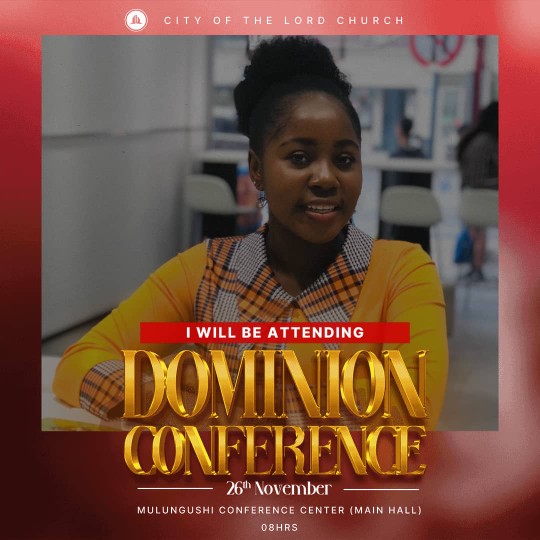 CITY OF THE LORD CHURCH
I WILL BE ATTENDING
DOMINION
CONFERENCE
26th November
MULUNGUSHI CONFERENCE CENTER (MAIN HALL)
08HRS